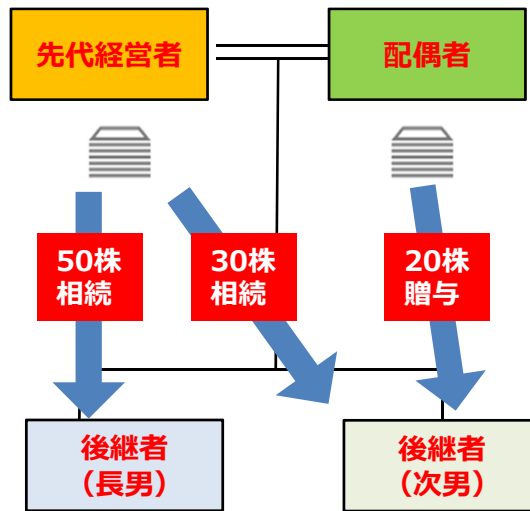 先代経営者
配偶者
50株
相続
30株
相続
20株
贈与
後継者
（長男）
後継者
（次男）